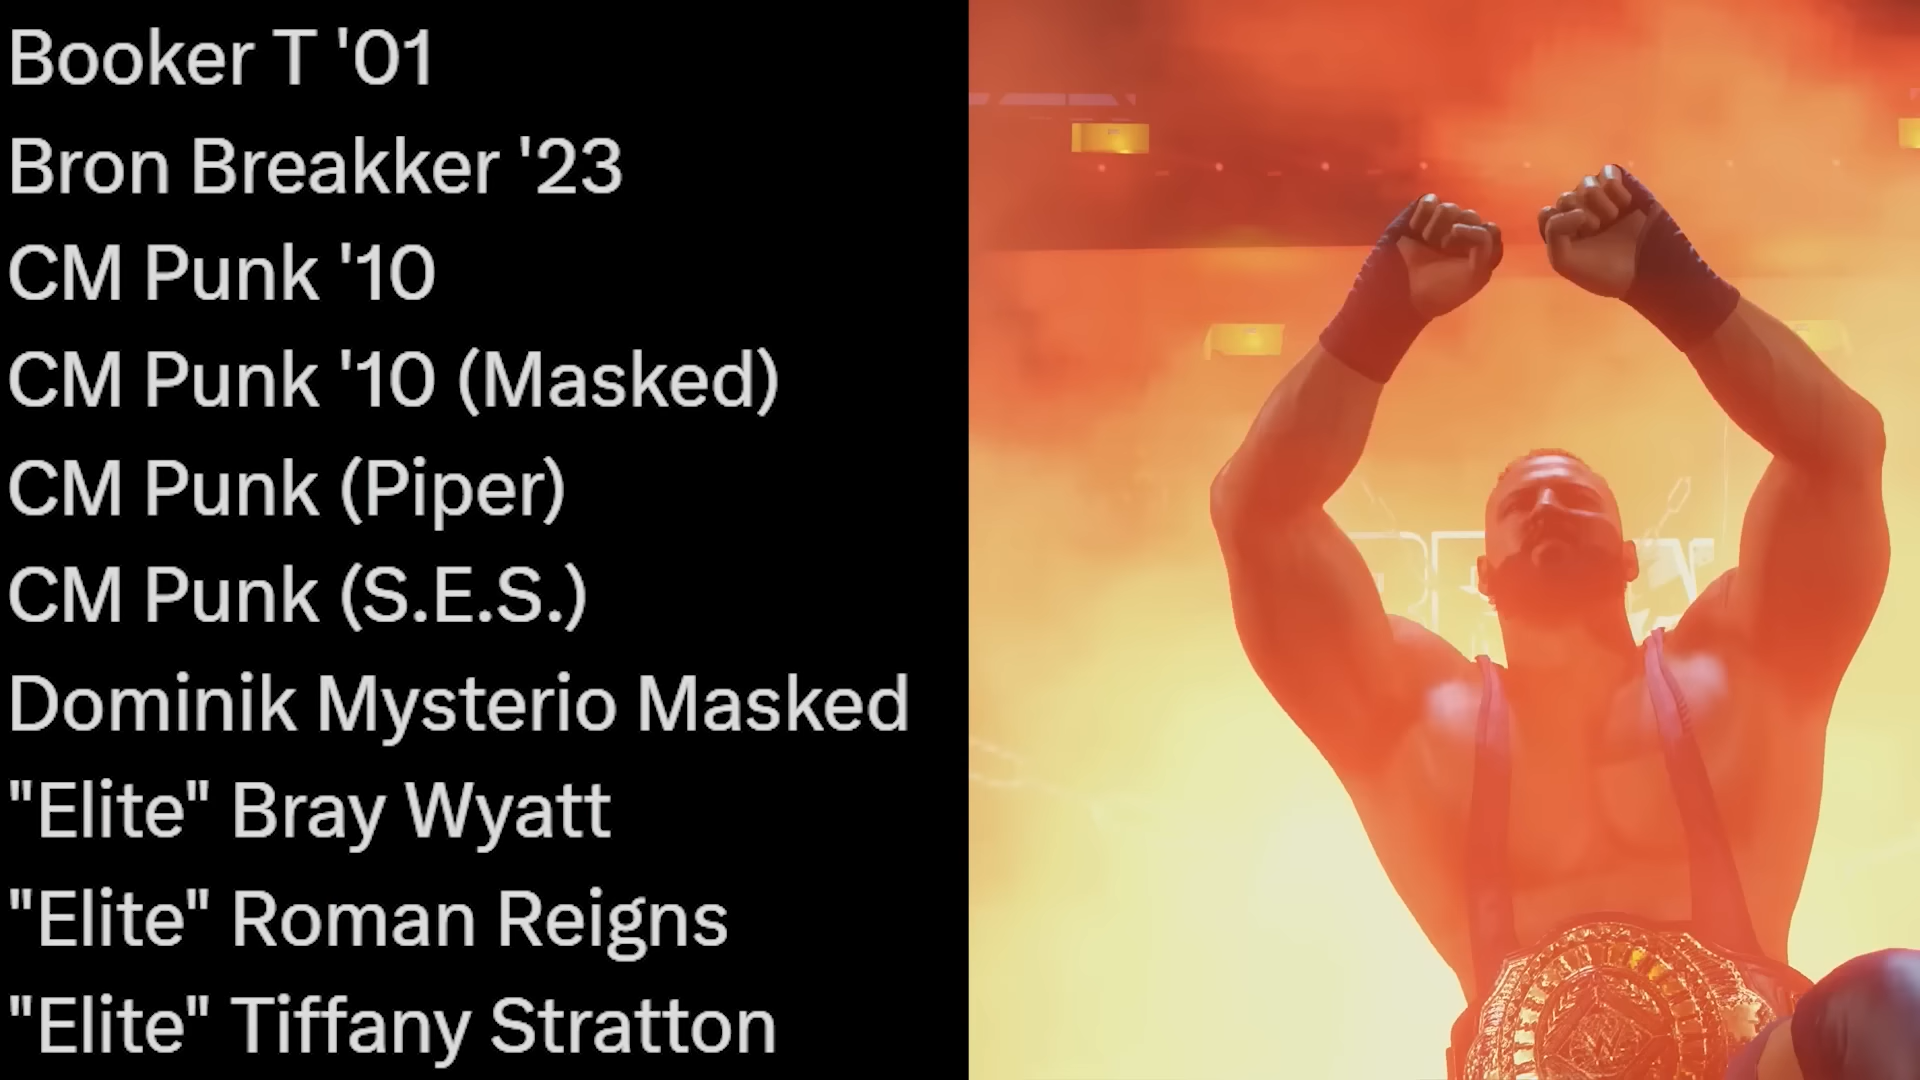 Booker T '01
Bron Breakker '23
CM Punk '10
CM Punk '10 (Masked)
CM Punk (Piper)
CM Punk (S.E.S.)
Dominik Mysterio Masked
"Elite" Bray Wyatt
"Elite" Roman Reigns
"Elite" Tiffany Stratton